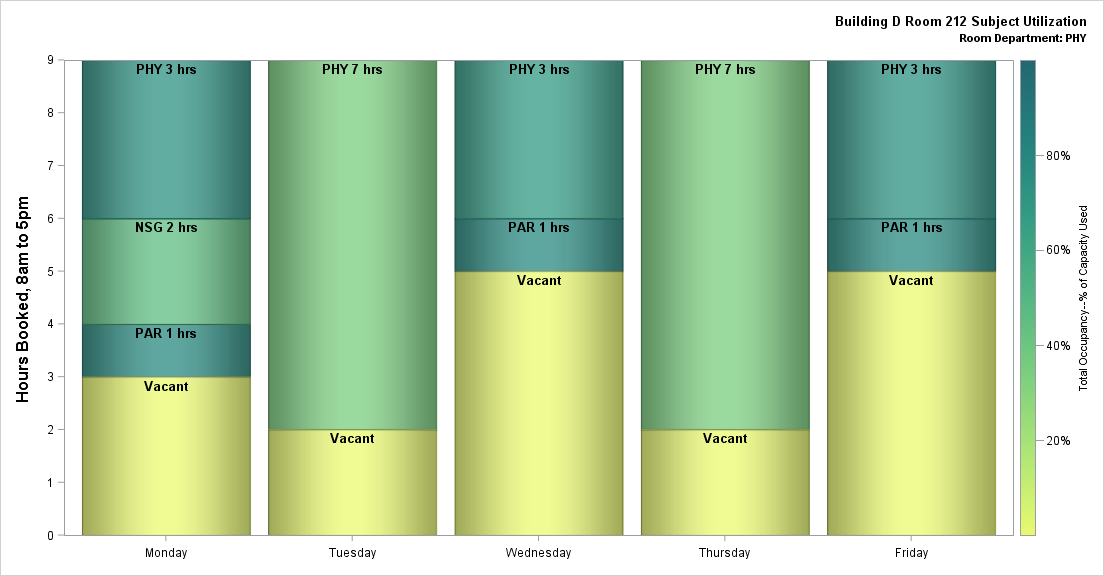 Building D Room 212 Subject Utilization
Room Department: PHY
Hours Booked, 8am to 5pm
9
8
7
6
5
4
3
2
1
0
PHY 3 hrs
NSG 2 hrs
PAR 1 hrs
Vacant
PHY 7 hrs
Vacant
PHY 3 hrs
PAR 1 hrs
Vacant
PHY 7 hrs
Vacant
PHY 3 hrs
PAR 1 hrs
Vacant
Monday
Tuesday
Wednesday
Thursday
Friday
80%
60%
40%
20%
Total Occupancy--% of Capacity Used